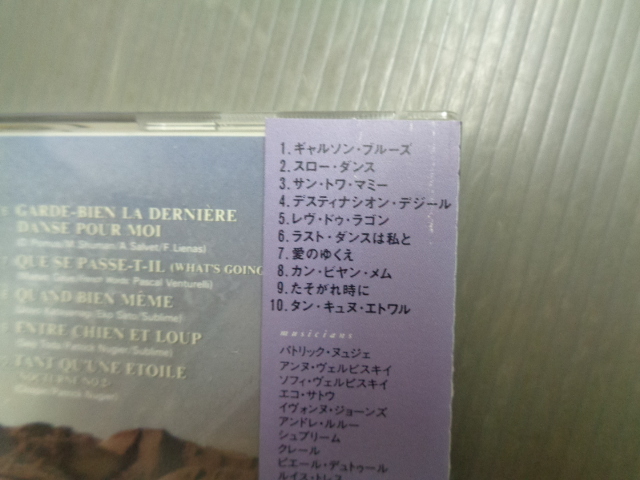 GARDE-BIEN LA DERNIÈRE
DANSE POUR MOI
QUE SE PASSE-T-IL (WHAT'S GOING
Pascal Venturelli)
QUAND BIEN MÊME
ENTRE CHIEN ET LOUP
TANT QU'UNE ETOILE
1.ギャルソン・ブルーズ
2.スロー・ダンス
3.サン・トワ・マミー
4.デスティナシオン・デジール
5.レヴ・ドゥ・ラゴン
6.ラスト・ダンスは私と
7.愛のゆくえ
8.カン・ビヤン・メム
9.たそがれ時に
10.タン・キュヌ・エトワル
musicians
パトリック・ヌュジェ
アンヌ・ヴェルビスキイ
ソフィ・ヴェルビスキイ
エコ・サトウ
イヴォンヌ・ジョーンズ
アンドレ・ルルー
シュブリーム
クレール
ピエール・デュトゥール
ルイス・トレス